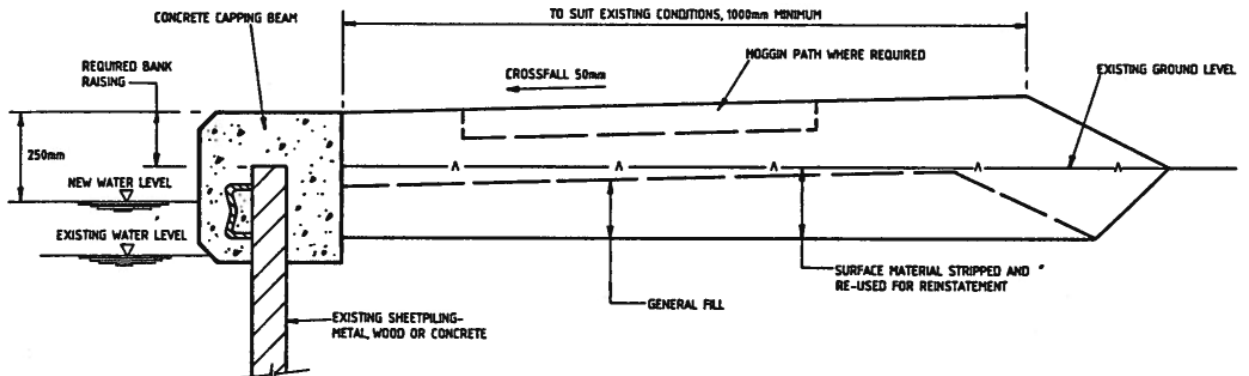 CONCRETE CAPPING BEAM
TO SUIT EXISTING CONDITIONS, 1000mm MINIMUM
HOGGIN PATH WHERE REQUIRED
REQUIRED BANK
RAISING
CROSSFALL 50mm
EXISTING GROUND LEVEL
250mm
NEW WATER LEVEL
EXISTING WATER LEVEL
SURFACE MATERIAL STRIPPED AND
RE-USED FOR REINSTATEMENT
GENERAL FILL
EXISTING SHEETPILING-
METAL, WOOD OR CONCRETE